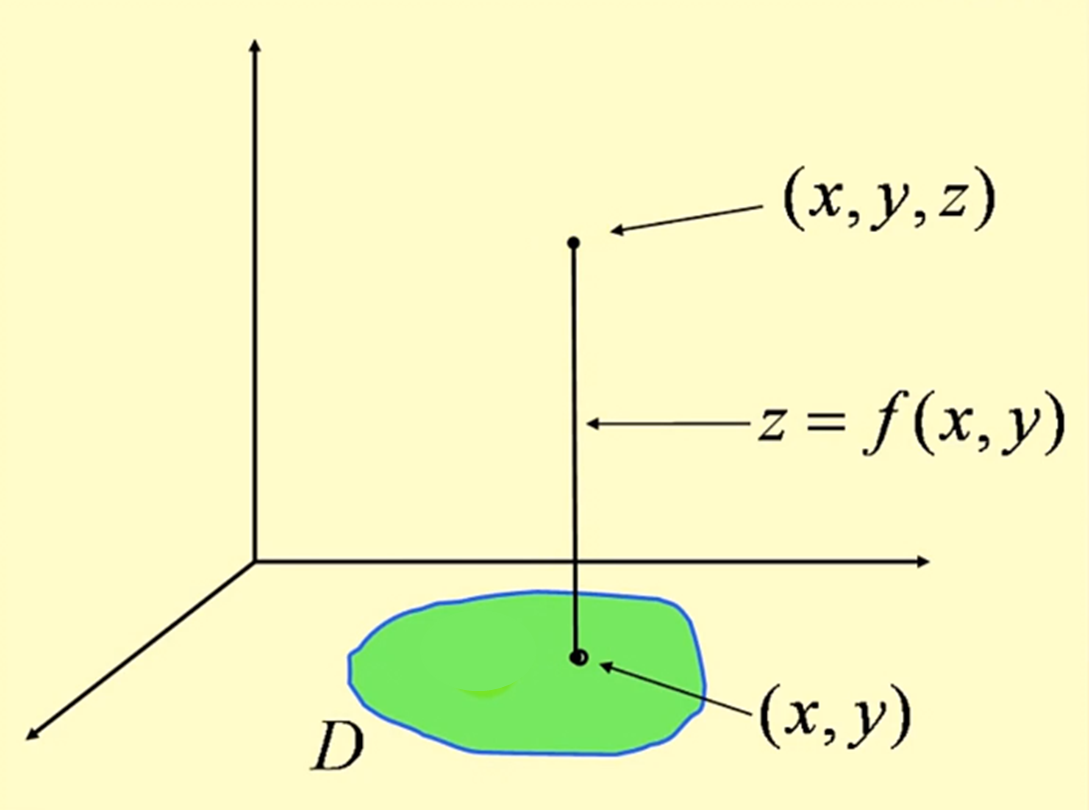 (x, y, z)
z = f(x, y)
(x, y)
D